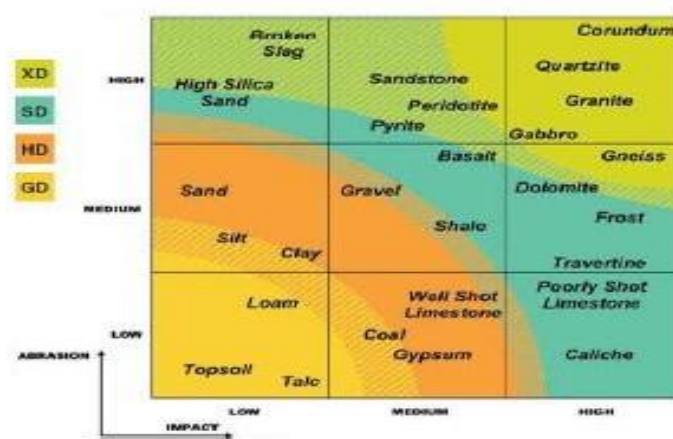 XD
SD
HD
GD
HIGH
MEDIUM
LOW
ABRASION
IMPACT
LOW
MEDIUM
HIGH
Broken
Slag
High Silica
Sand
Sandstone
Peridotite
Pyrite
Corundum
Quartzite
Granite
Gabbro
Sand
Silt
Clay
Gravel
Basalt
Shale
Gneiss
Dolomite
Frost
Travertine
Loam
Topsoil
Talc
Well Shot
Limestone
Coal
Gypsum
Poorly Shot
Limestone
Caliche